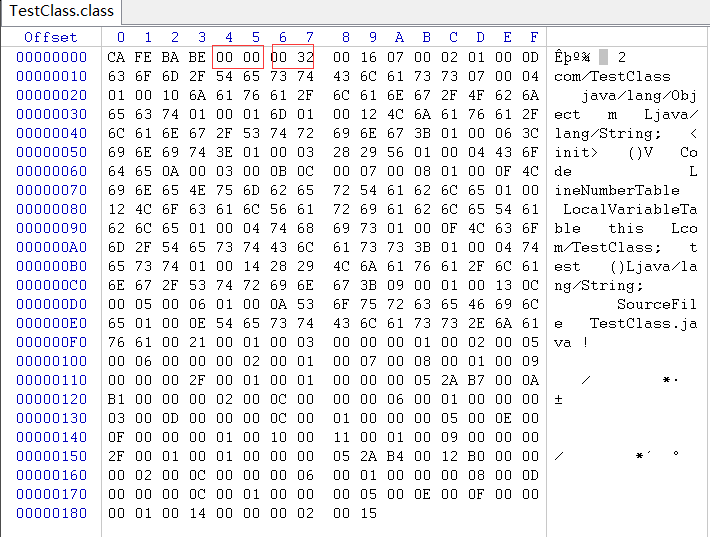 TestClass.class
Offset 0 1 2 3 4 5 6 7 8 9 A B C D E F
00000000 CA FE BA BE 00 00 00 32 00 16 07 00 02 01 00 0D Êþº¾ 2
00000010 63 6F 6D 2F 54 65 73 74 43 6C 61 73 73 07 00 04 com/TestClass
00000020 01 00 10 6A 61 76 61 2F 6C 61 6E 67 2F 4F 62 6A java/lang/Obj
00000030 65 63 74 01 00 01 6D 01 00 12 4C 6A 61 76 61 2F ect m Ljava/
00000040 6C 61 6E 67 2F 53 74 72 69 6E 67 3B 01 00 06 3C lang/String; <
00000050 69 6E 69 74 3E 01 00 03 28 29 56 01 00 04 43 6F init> ()V Co
00000060 64 65 0A 00 03 00 0B 0C 00 07 00 08 01 00 0F 4C de L
00000070 69 6E 65 4E 75 6D 62 65 72 54 61 62 6C 65 01 00 ineNumberTable
00000080 12 4C 6F 63 61 6C 56 61 72 69 61 62 6C 65 54 61 LocalVariableTa
00000090 62 6C 65 01 00 04 74 68 69 73 01 00 0F 4C 63 6F ble this Lco
000000A0 6D 2F 54 65 73 74 43 6C 61 73 73 3B 01 00 04 74 m/TestClass; t
000000B0 65 73 74 01 00 14 28 29 4C 6A 61 76 61 2F 6C 61 est ()Ljava/la
000000C0 6E 67 2F 53 74 72 69 6E 67 3B 09 00 01 00 13 0C ng/String;
000000D0 00 05 00 06 01 00 0A 53 6F 75 72 63 65 46 69 6C SourceFil
000000E0 65 01 00 0E 54 65 73 74 43 6C 61 73 73 2E 6A 61 e TestClass.ja
000000F0 76 61 00 21 00 01 00 03 00 00 00 01 00 02 00 05 va !
00000100 00 06 00 00 00 02 00 01 00 07 00 08 00 01 00 09
00000110 00 00 00 2F 00 01 00 01 00 00 00 05 2A B7 00 0A / *·
00000120 B1 00 00 00 02 00 0C 00 00 00 06 00 01 00 00 00 ±
00000130 03 00 0D 00 00 00 0C 00 01 00 00 00 05 00 0E 00
00000140 0F 00 00 00 01 00 10 00 11 00 01 00 09 00 00 00
00000150 2F 00 01 00 01 00 00 00 05 2A B4 00 12 B0 00 00 / *´ °
00000160 00 02 00 0C 00 00 00 06 00 01 00 00 00 08 00 0D
00000170 00 00 00 0C 00 01 00 00 00 05 00 0E 00 0F 00 00
00000180 00 01 00 14 00 00 00 02 00 15